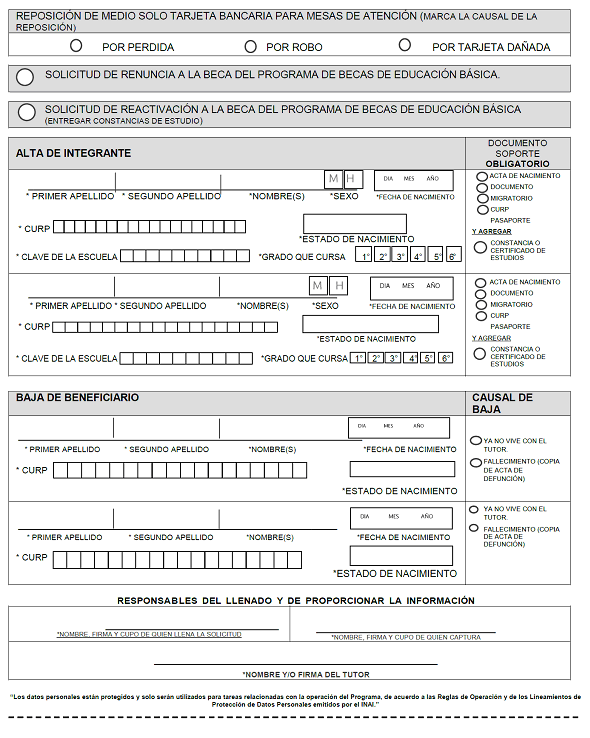 REPOSICIÓN DE MEDIO SOLO TARJETA BANCARIA PARA MESAS DE ATENCIÓN (MARCA LA CAUSAL DE LA
REPOSICIÓN)
POR PERDIDA POR ROBO POR TARJETA DAÑADA
SOLICITUD DE RENUNCIA A LA BECA DEL PROGRAMA DE BECAS DE EDUCACIÓN BÁSICA.
SOLICITUD DE REACTIVACIÓN A LA BECA DEL PROGRAMA DE BECAS DE EDUCACIÓN BÁSICA
(ENTREGAR CONSTANCIAS DE ESTUDIO)
ALTA DE INTEGRANTE
DOCUMENTO
SOPORTE
OBLIGATORIO
M H DIA MES AÑO
* PRIMER APELLIDO * SEGUNDO APELLIDO *NOMBRE(S) *SEXO *FECHA DE NACIMIENTO
* CURP
*ESTADO DE NACIMIENTO
* CLAVE DE LA ESCUELA *GRADO QUE CURSA 1° 2° 3° 4° 5° 6°
ACTA DE NACIMIENTO
DOCUMENTO
MIGRATORIO
CURP
PASAPORTE
Y AGREGAR
CONSTANCIA O
CERTIFICADO DE
ESTUDIOS
M H DIA MES AÑO
* PRIMER APELLIDO * SEGUNDO APELLIDO *NOMBRE(S) *SEXO *FECHA DE NACIMIENTO
* CURP
*ESTADO DE NACIMIENTO
* CLAVE DE LA ESCUELA *GRADO QUE CURSA 1° 2° 3° 4° 5° 6°
ACTA DE NACIMIENTO
DOCUMENTO
MIGRATORIO
CURP
PASAPORTE
Y AGREGAR
CONSTANCIA O
CERTIFICADO DE
ESTUDIOS
BAJA DE BENEFICIARIO
CAUSAL DE
BAJA
DIA MES AÑO
* PRIMER APELLIDO * SEGUNDO APELLIDO *NOMBRE(S) *FECHA DE NACIMIENTO
* CURP
*ESTADO DE NACIMIENTO
YA NO VIVE CON EL
TUTOR.
FALLECIMIENTO (COPIA
DE ACTA DE
DEFUNCIÓN)
DIA MES AÑO
* PRIMER APELLIDO * SEGUNDO APELLIDO *NOMBRE(S) *FECHA DE NACIMIENTO
* CURP
*ESTADO DE NACIMIENTO
YA NO VIVE CON EL
TUTOR.
FALLECIMIENTO (COPIA
DE ACTA DE
DEFUNCIÓN)
RESPONSABLES DEL LLENADO Y DE PROPORCIONAR LA INFORMACIÓN
*NOMBRE, FIRMA Y CUPO DE QUIEN LLENA LA SOLICITUD
*NOMBRE, FIRMA Y CUPO DE QUIEN CAPTURA
*NOMBRE Y/O FIRMA DEL TUTOR
"Los datos personales están protegidos y solo serán utilizados para tareas relacionadas con la operación del Programa, de acuerdo a las Reglas de Operación y de los Lineamientos de
Protección de Datos Personales emitidos por el INAI."